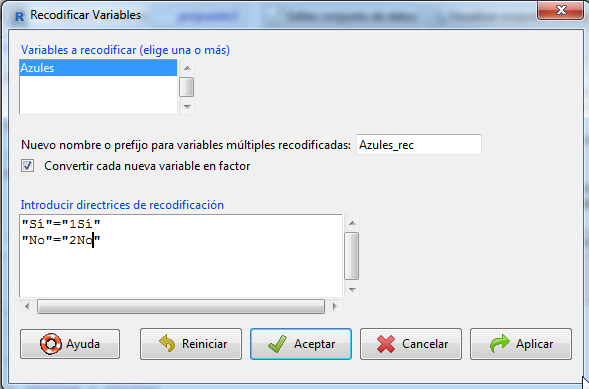 Recodificar Variables
Variables a recodificar (elige una o más)
Azules
Nuevo nombre o prefijo para variables múltiples recodificadas: Azules_rec
Convertir cada nueva variable en factor
Introducir directrices de recodificación
"Sí"="1Sí"
"No"="2No"
Ayuda Reiniciar Aceptar Cancelar Aplicar